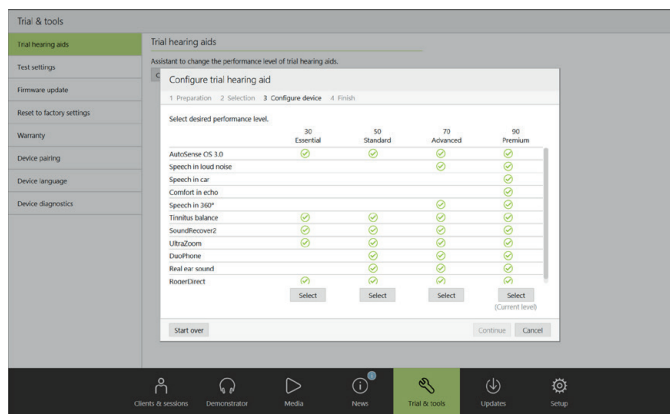 Trial & tools
Trial hearing aids
Test settings
Firmware update
Reset to factory settings
Warranty
Device pairing
Device language
Device diagnostics
Trial hearing aids
Assistant to change the performance level of trial hearing aids.
C
Configure trial hearing aid
1 Preparation 2 Selection 3 Configure device 4 Finish
Select desired performance level.
30 50 70 90
Essential Standard Advanced Premium
AutoSense OS 3.0
Speech in loud noise
Speech in car
Comfort in echo
Speech in 360°
Tinnitus balance
SoundRecover2
UltraZoom
DuoPhone
Real ear sound
RogerDirect
Select Select Select Select
(Current level)
Start over Continue Cancel
Clients & sessions Demonstrator Media News Trial & tools Updates Setup